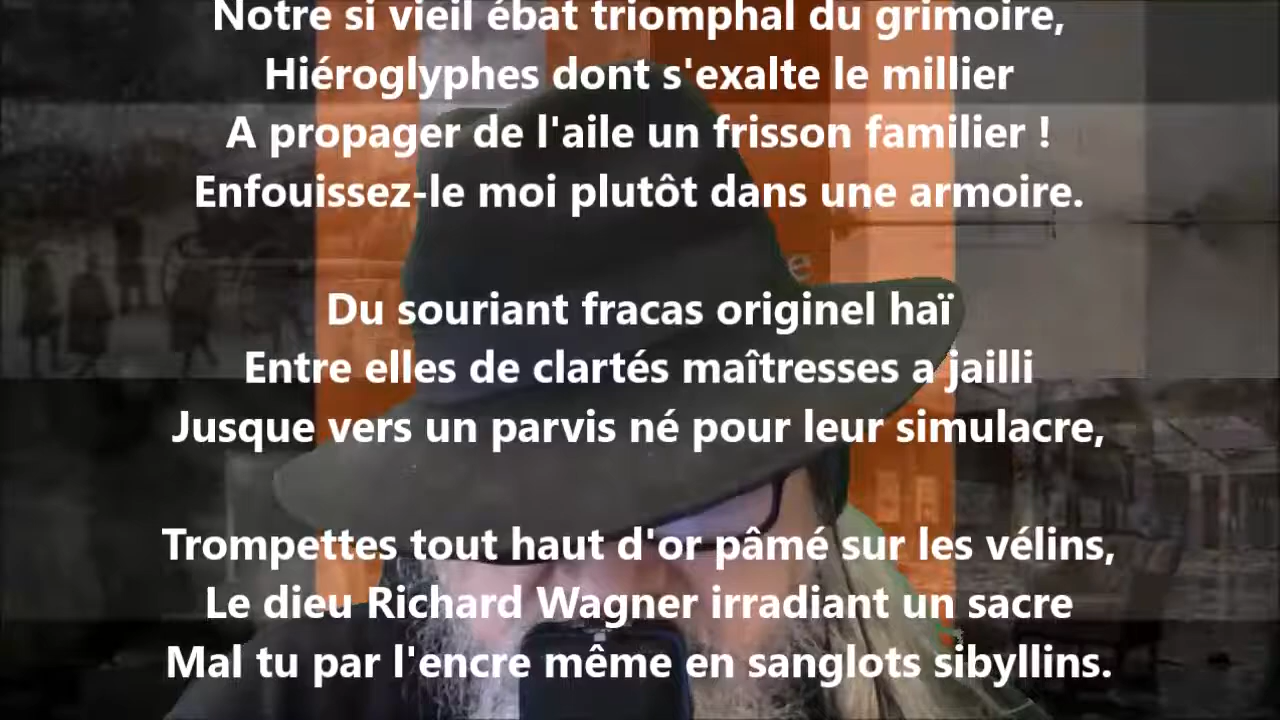 Notre si vieil ébat triomphal du grimoire,
Hiéroglyphes dont s'exalte le millier
A propager de l'aile un frisson familier !
Enfouissez-le moi plutôt dans une armoire.
Du souriant fracas originel haï
Entre elles de clartés maîtresses a jailli
Jusque vers un parvis né pour leur simulacre,
Trompettes tout haut d'or pâmé sur les vélins,
Le dieu Richard Wagner irradiant un sacre
Mal tu par l'encre même en sanglots sibyllins.